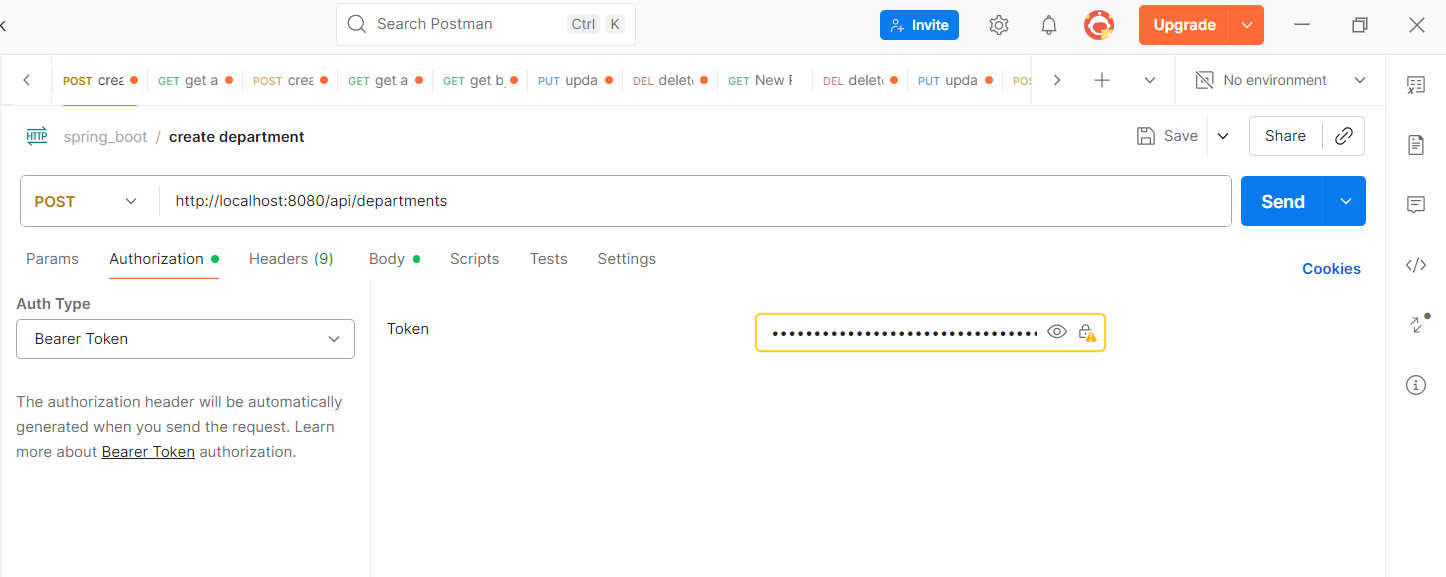 Search Postman Ctrl K Invite Upgrade
POST crea GET get a POST crea GET get a GET get b PUT upda DEL delete GET New R DEL delete PUT upda POS No environment
HTTP spring_boot / create department Save Share
POST http://localhost:8080/api/departments Send
Params Authorization Headers (9) Body Scripts Tests Settings Cookies
Auth Type
Bearer Token
Token
The authorization header will be automatically
generated when you send the request. Learn
more about Bearer Token authorization.